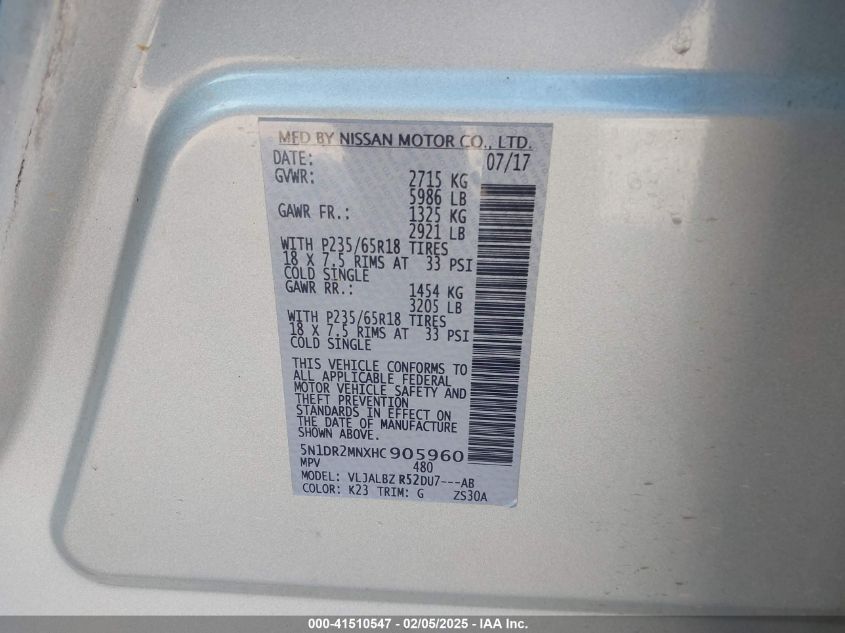 MFD BY NISSAN MOTOR CO., LTD.
DATE: 07/17
GVWR: 2715 KG
5986 LB
GAWR FR.: 1325 KG
2921 LB
WITH P235/65R18 TIRES
18 X 7.5 RIMS AT 33 PSI
COLD SINGLE
GAWR RR.: 1454 KG
3205 LB
WITH P235/65R18 TIRES
18 X 7.5 RIMS AT 33 PSI
COLD SINGLE
THIS VEHICLE CONFORMS TO
ALL APPLICABLE FEDERAL
MOTOR VEHICLE SAFETY AND
THEFT PREVENTION
STANDARDS IN EFFECT ON
THE DATE OF MANUFACTURE
SHOWN ABOVE.
5N1DR2MNXHC905960
MPV 480
MODEL: VLJALBZ R52DU7---AB
COLOR: K23 TRIM: G ZS30A
000-41510547 - 02/05/2025 - IAA Inc.